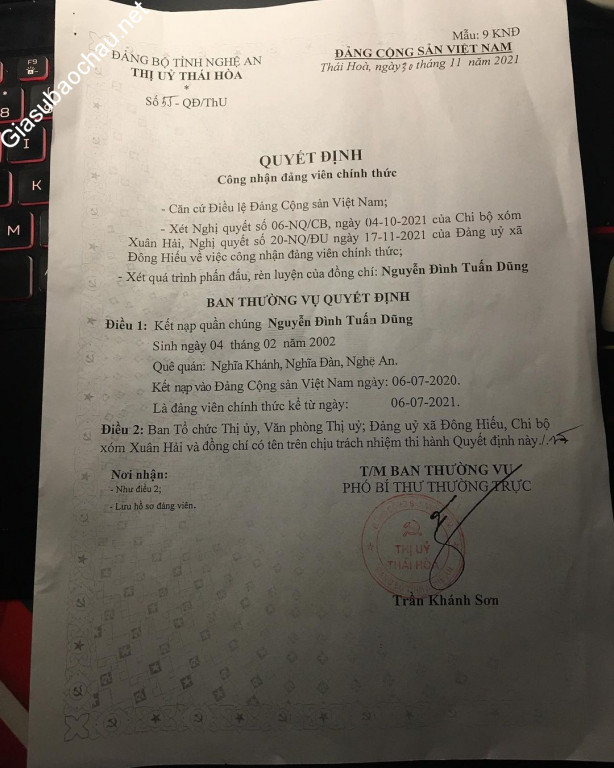 Mẫu: 9 KNĐ
ĐẢNG BỘ TỈNH NGHỆ AN
ĐẢNG CỘNG SẢN VIỆT NAM
THỊ UỶ THÁI HÒA
Thái Hoà, ngày 30 tháng 11 năm 2021
*
Số 55 - QĐ/ThU
Giasubaochau.net
QUYẾT ĐỊNH
Công nhận đảng viên chính thức
- Căn cứ Điều lệ Đảng Cộng sản Việt Nam;
- Xét Nghị quyết số 06-NQ/CB, ngày 04-10-2021 của Chi bộ xóm
Xuân Hải, Nghị quyết số 20-NQ/ĐU ngày 17-11-2021 của Đảng uỷ xã
Đông Hiếu về việc công nhận đảng viên chính thức;
- Xét quá trình phấn đấu, rèn luyện của đồng chí: Nguyễn Đình Tuấn Dũng
BAN THƯỜNG VỤ QUYẾT ĐỊNH
Điều 1: Kết nạp quần chúng Nguyễn Đình Tuấn Dũng
Sinh ngày 04 tháng 02 năm 2002
Quê quán: Nghĩa Khánh, Nghĩa Đàn, Nghệ An.
Kết nạp vào Đảng Cộng sản Việt Nam ngày: 06-07-2020.
Là đảng viên chính thức kể từ ngày: 06-07-2021.
Điều 2: Ban Tổ chức Thị ủy, Văn phòng Thị uỷ; Đảng uỷ xã Đông Hiếu, Chi bộ
xóm Xuân Hải và đồng chí có tên trên chịu trách nhiệm thi hành Quyết định này./.
Nơi nhận:
- Như điều 2;
- Lưu hồ sơ đảng viên.
T/M BAN THƯỜNG VỤ
PHÓ BÍ THƯ THƯỜNG TRỰC
THỊ UỶ
THÁI HÒA
Trần Khánh Sơn
F9
8
I
K
M